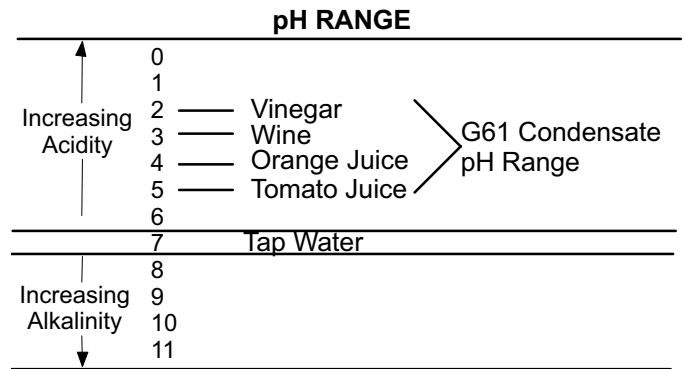 pH RANGE
0
1
2 Vinegar
3 Wine
4 Orange Juice
5 Tomato Juice
6
Increasing
Acidity
G61 Condensate
pH Range
7 Tap Water
8
9
10
11
Increasing
Alkalinity